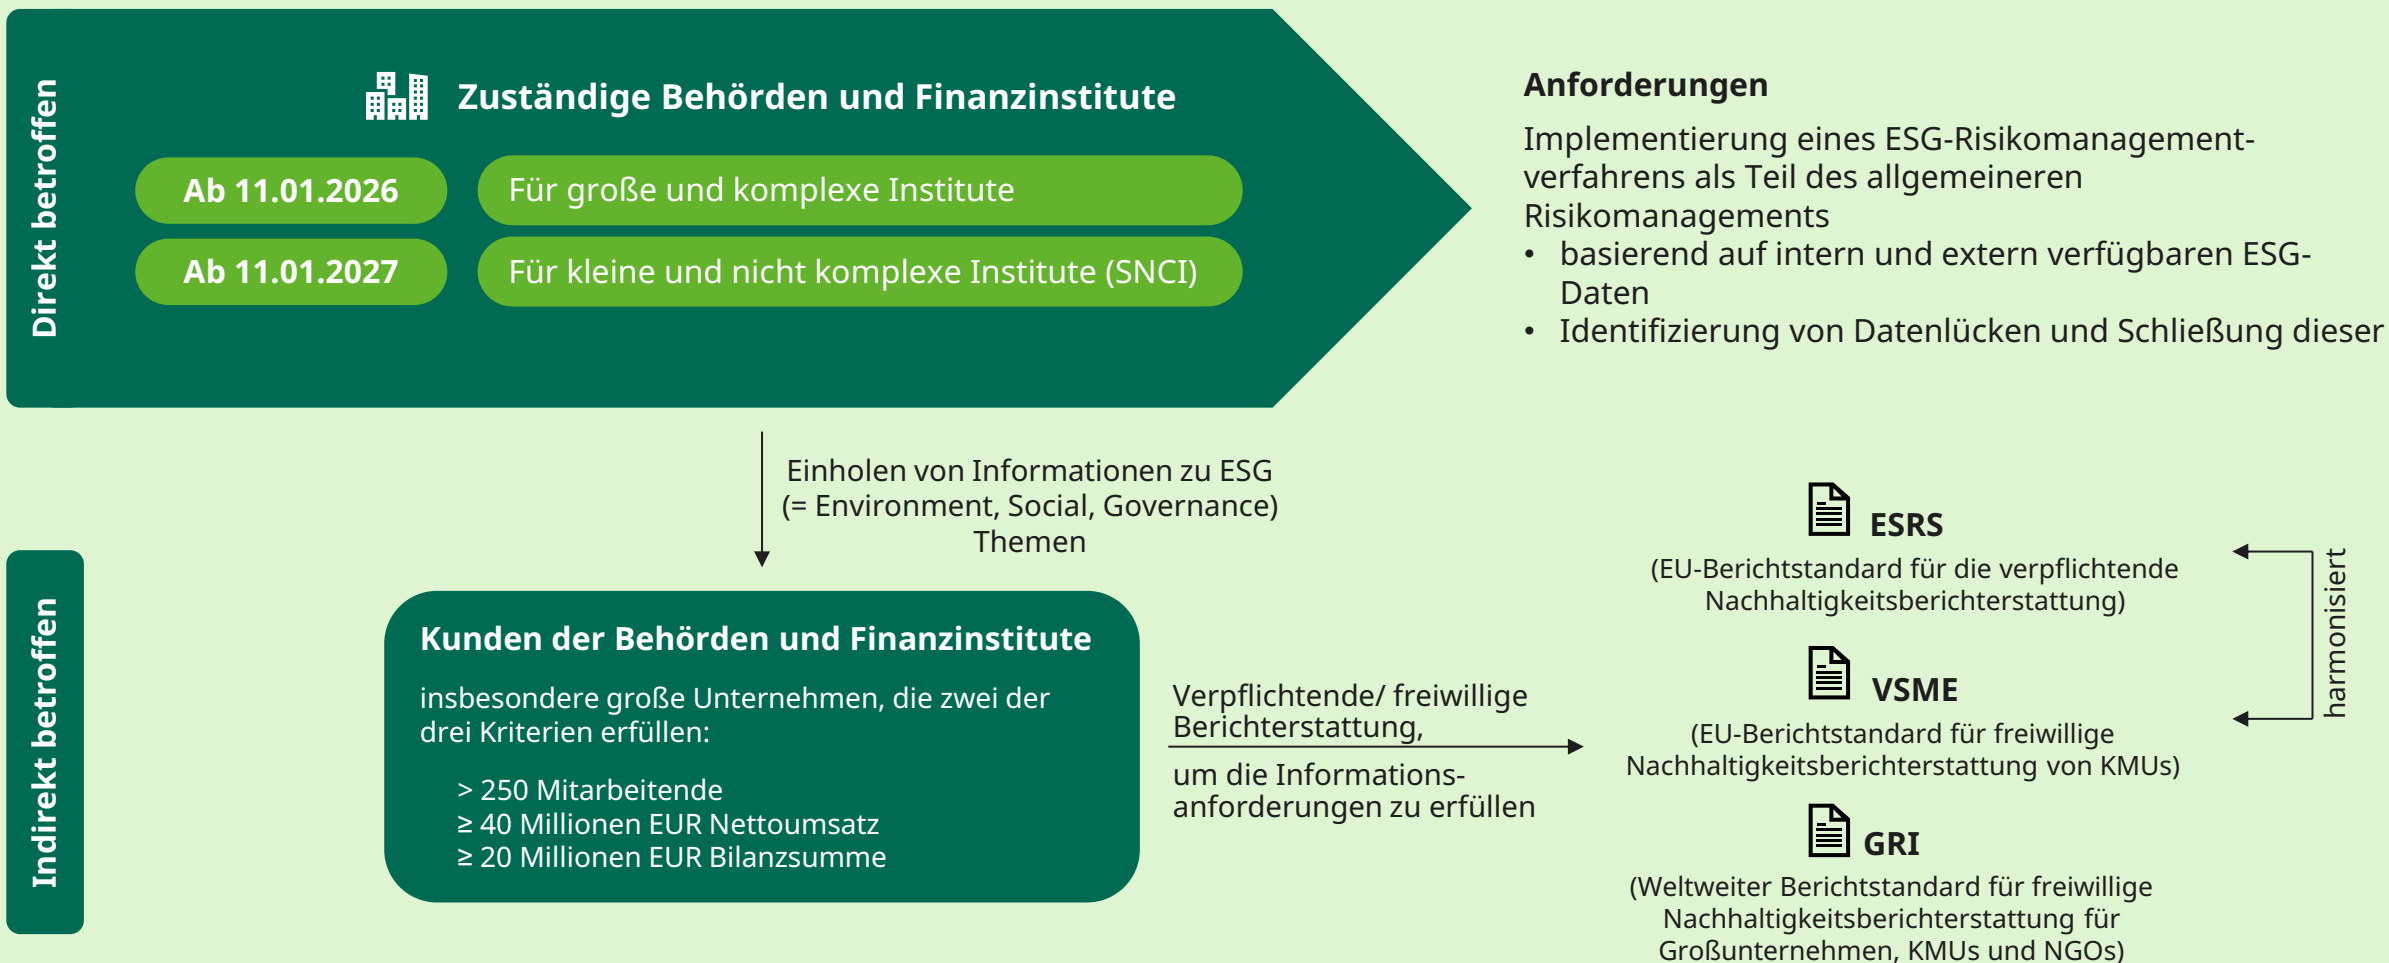 Direkt betroffen
Zuständige Behörden und Finanzinstitute
Ab 11.01.2026
Für große und komplexe Institute
Ab 11.01.2027
Für kleine und nicht komplexe Institute (SNCI)
Anforderungen
Implementierung eines ESG-Risikomanagement-
verfahrens als Teil des allgemeineren
Risikomanagements
• basierend auf intern und extern verfügbaren ESG-
Daten
• Identifizierung von Datenlücken und Schließung dieser
Einholen von Informationen zu ESG
(= Environment, Social, Governance)
Themen
Indirekt betroffen
Kunden der Behörden und Finanzinstitute
insbesondere große Unternehmen, die zwei der
drei Kriterien erfüllen:
> 250 Mitarbeitende
≥ 40 Millionen EUR Nettoumsatz
≥ 20 Millionen EUR Bilanzsumme
Verpflichtende/ freiwillige
Berichterstattung,
um die Informations-
anforderungen zu erfüllen
ESRS
(EU-Berichtstandard für die verpflichtende
Nachhaltigkeitsberichterstattung)
VSME
(EU-Berichtstandard für freiwillige
Nachhaltigkeitsberichterstattung von KMUs)
harmonisiert
GRI
(Weltweiter Berichtstandard für freiwillige
Nachhaltigkeitsberichterstattung für
Großunternehmen, KMUs und NGOs)